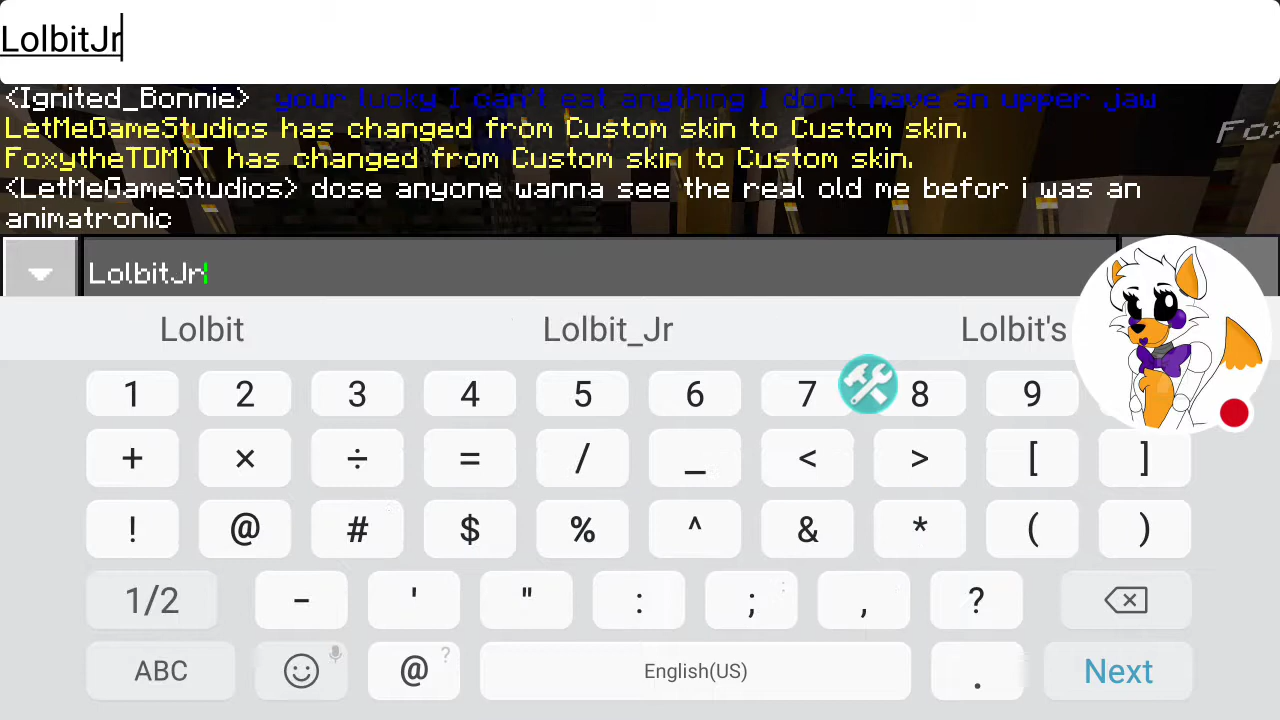 LolbitJr
<Ignited_Bonnie> your lucky I can't eat anything I don't have an upper jaw
LetMeGameStudios has changed from Custom skin to Custom skin.
FoxytheTDMYT has changed from Custom skin to Custom skin.
<LetMeGameStudios> dose anyone wanna see the real old me befor i was an
animatronic
Fox
LolbitJr
Lolbit Lolbit_Jr Lolbit's
1 2 3 4 5 6 7 8 9
+ × ÷ = / _ < > [ ]
! @ # $ % ^ & * ( )
1/2 - ' " : ; , ?
ABC @ ? English(US) . Next